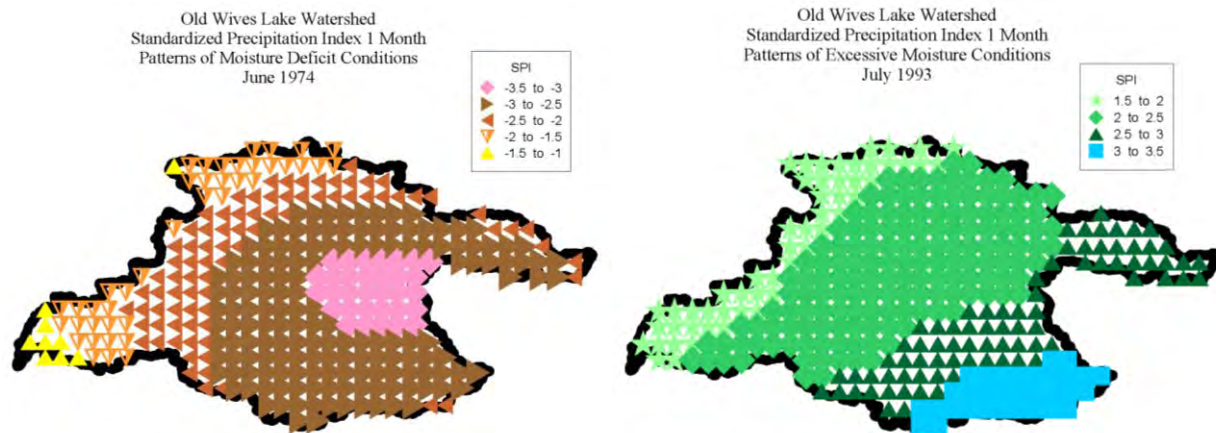 Old Wives Lake Watershed
Standardized Precipitation Index 1 Month
Patterns of Moisture Deficit Conditions
June 1974
SPI
-3.5 to -3
-3 to -2.5
-2.5 to -2
-2 to -1.5
-1.5 to -1
Old Wives Lake Watershed
Standardized Precipitation Index 1 Month
Patterns of Excessive Moisture Conditions
July 1993
SPI
1.5 to 2
2 to 2.5
2.5 to 3
3 to 3.5